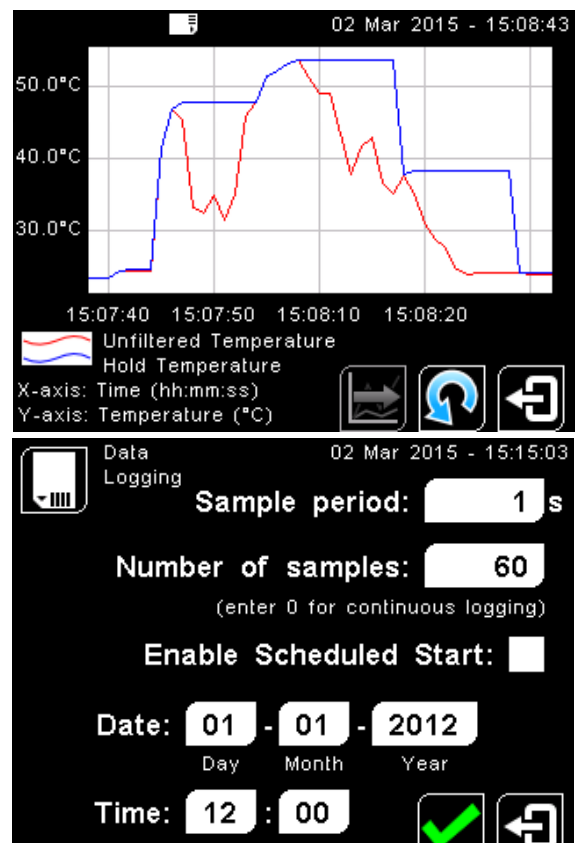 02 Mar 2015 - 15:08:43
50.0°C
40.0°C
30.0°C
15:07:40 15:07:50 15:08:10 15:08:20
Unfiltered Temperature
Hold Temperature
X-axis: Time (hh:mm:ss)
Y-axis: Temperature (°C)
Data Logging
02 Mar 2015 - 15:15:03
Sample period: 1 s
Number of samples: 60
(enter 0 for continuous logging)
Enable Scheduled Start:
Date: 01 - 01 - 2012
Day Month Year
Time: 12 : 00